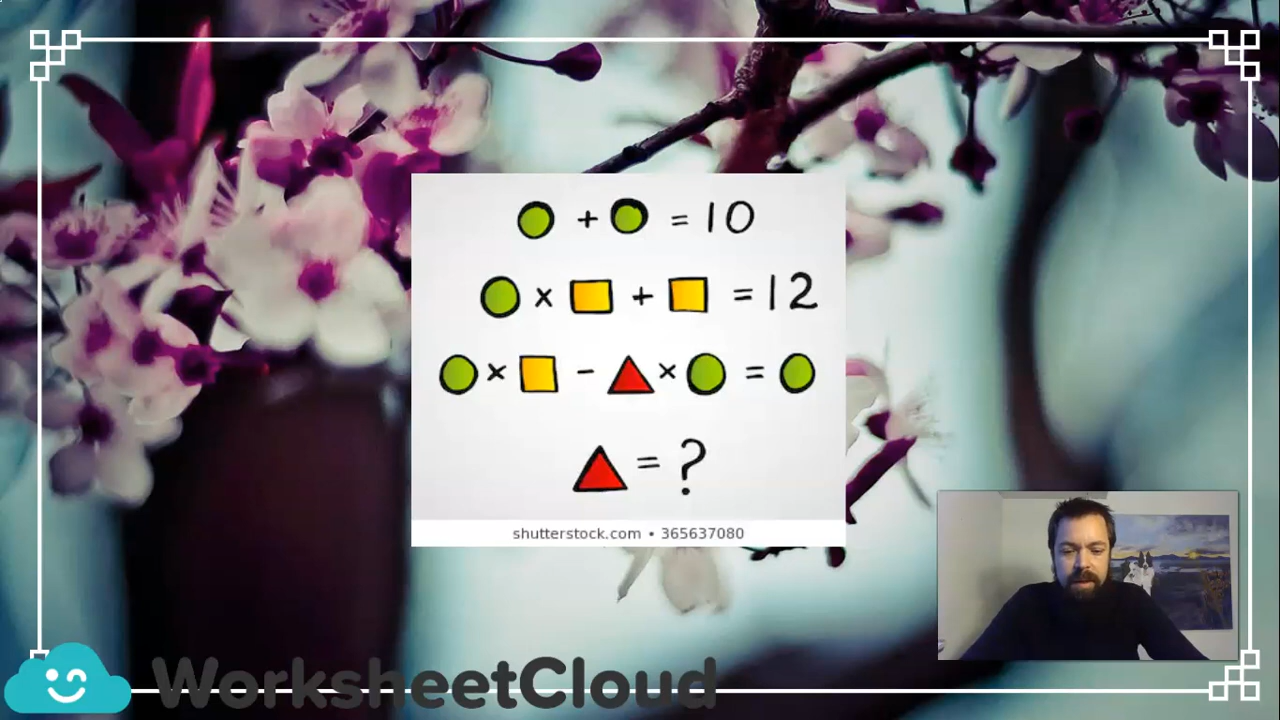 + = 10
× + = 12
× - × =
= ?
shutterstock.com • 365637080
WorksheetCloud